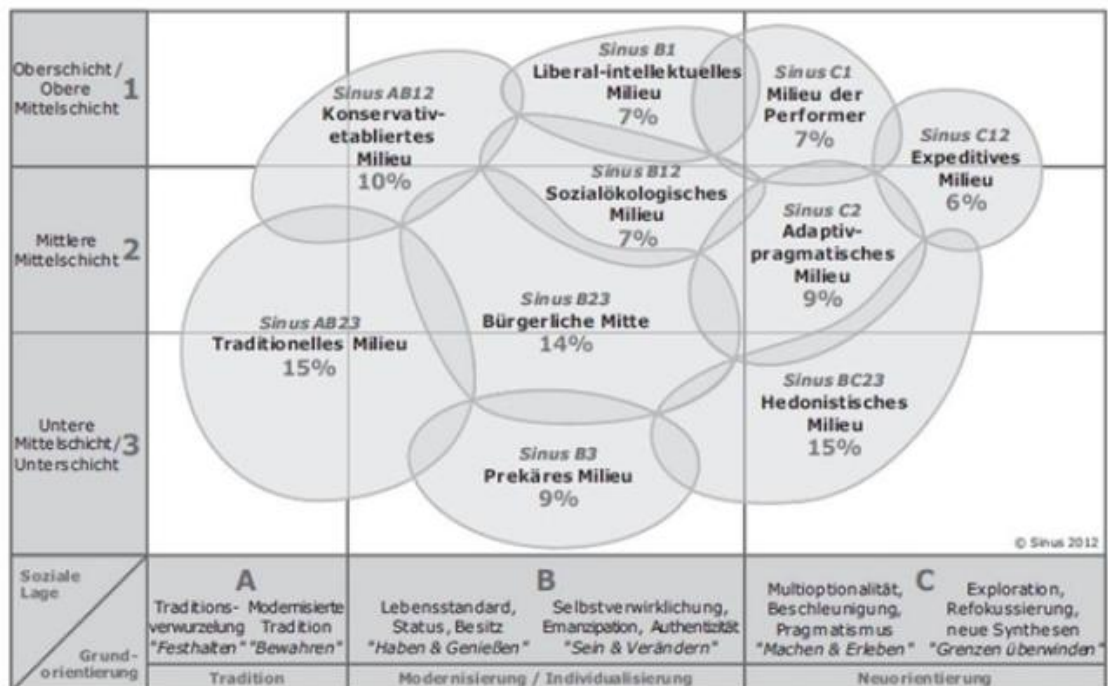 Oberschicht/
Obere
Mittelschicht 1
Mittlere
Mittelschicht 2
Untere
Mittelschicht/
Unterschicht 3
Sinus AB12
Konservativ-
etabliertes
Milieu
10%
Sinus B1
Liberal-intellektuelles
Milieu
7%
Sinus C1
Milieu der
Performer
7%
Sinus C12
Expeditives
Milieu
6%
Sinus B12
Sozialökologisches
Milieu
7%
Sinus C2
Adaptiv-
pragmatisches
Milieu
9%
Sinus AB23
Traditionelles Milieu
15%
Sinus B23
Bürgerliche Mitte
14%
Sinus BC23
Hedonistisches
Milieu
15%
Sinus B3
Prekäres Milieu
9%
© Sinus 2012
Soziale
Lage
Grund-
orientierung
A
Traditions-
verwurzelung
"Festhalten"
Modernisierte
Tradition
"Bewahren"
Tradition
B
Lebensstandard,
Status, Besitz
"Haben & Genießen"
Selbstverwirklichung,
Emanzipation, Authentizität
"Sein & Verändern"
Modernisierung / Individualisierung
C
Multioptionalität,
Beschleunigung,
Pragmatismus
"Machen & Erleben"
Exploration,
Refokussierung,
neue Synthesen
"Grenzen überwinden"
Neuorientierung